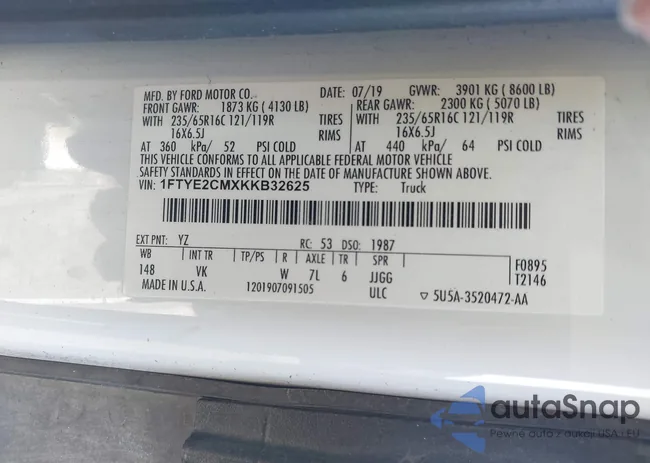 MFD. BY FORD MOTOR CO. DATE: 07/19 GVWR: 3901 KG ( 8600 LB)
FRONT GAWR: 1873 KG ( 4130 LB) REAR GAWR: 2300 KG ( 5070 LB)
WITH 235/65R16C 121/119R TIRES WITH 235/65R16C 121/119R TIRES
16X6.5J RIMS 16X6.5J RIMS
AT 360 kPa/ 52 PSI COLD AT 440 kPa/ 64 PSI COLD
THIS VEHICLE CONFORMS TO ALL APPLICABLE FEDERAL MOTOR VEHICLE
SAFETY STANDARDS IN EFFECT ON THE DATE OF MANUFACTURE SHOWN ABOVE.
VIN: 1FTYE2CMXKKB32625 TYPE: Truck
EXT PNT: YZ RC: 53 DSO: 1987
WB INT TR TP/PS R AXLE TR SPR F0895
148 VK W 7L 6 JJGG T2146
MADE IN U.S.A. 1201907091505 ULC ▽ 5U5A-3520472-AA
autaSnap
Pewne auto z aukcji USA i EU